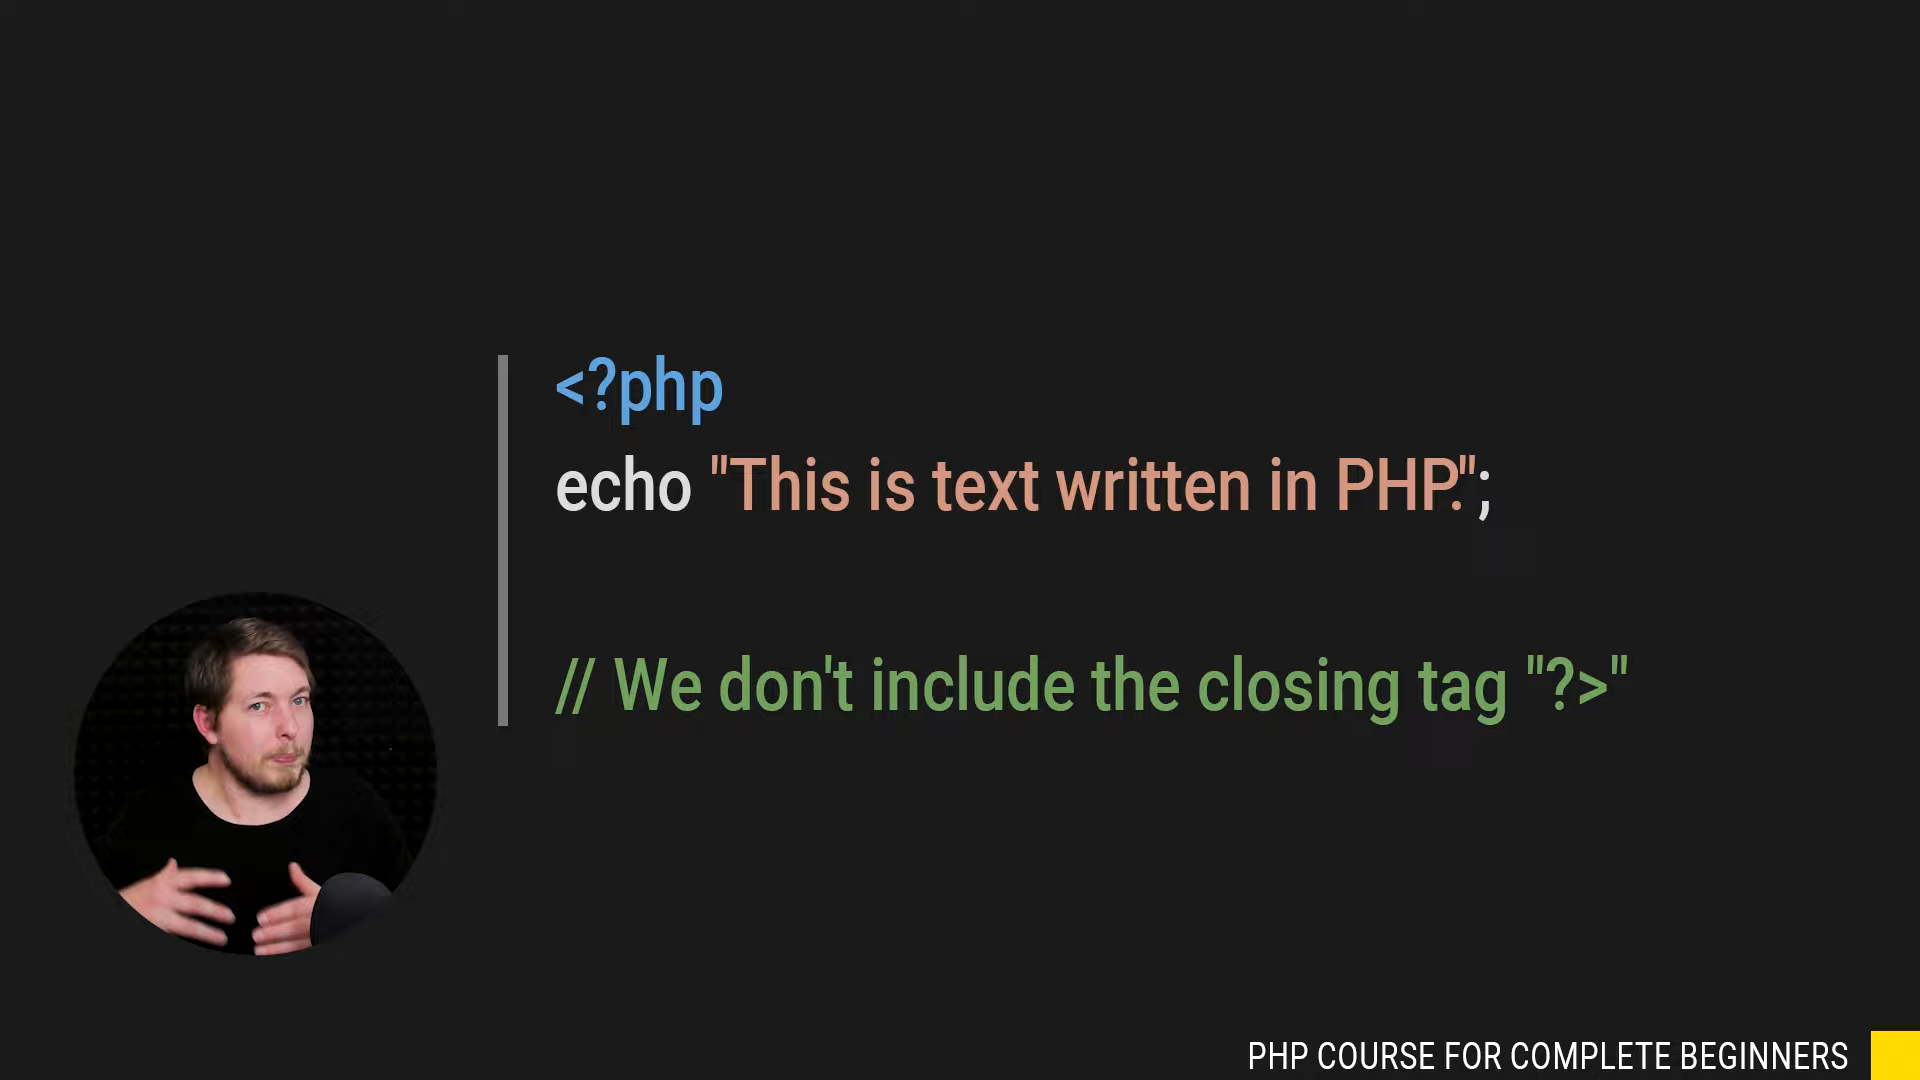 <?php
echo "This is text written in PHP.";
// We don't include the closing tag "?>"
PHP COURSE FOR COMPLETE BEGINNERS